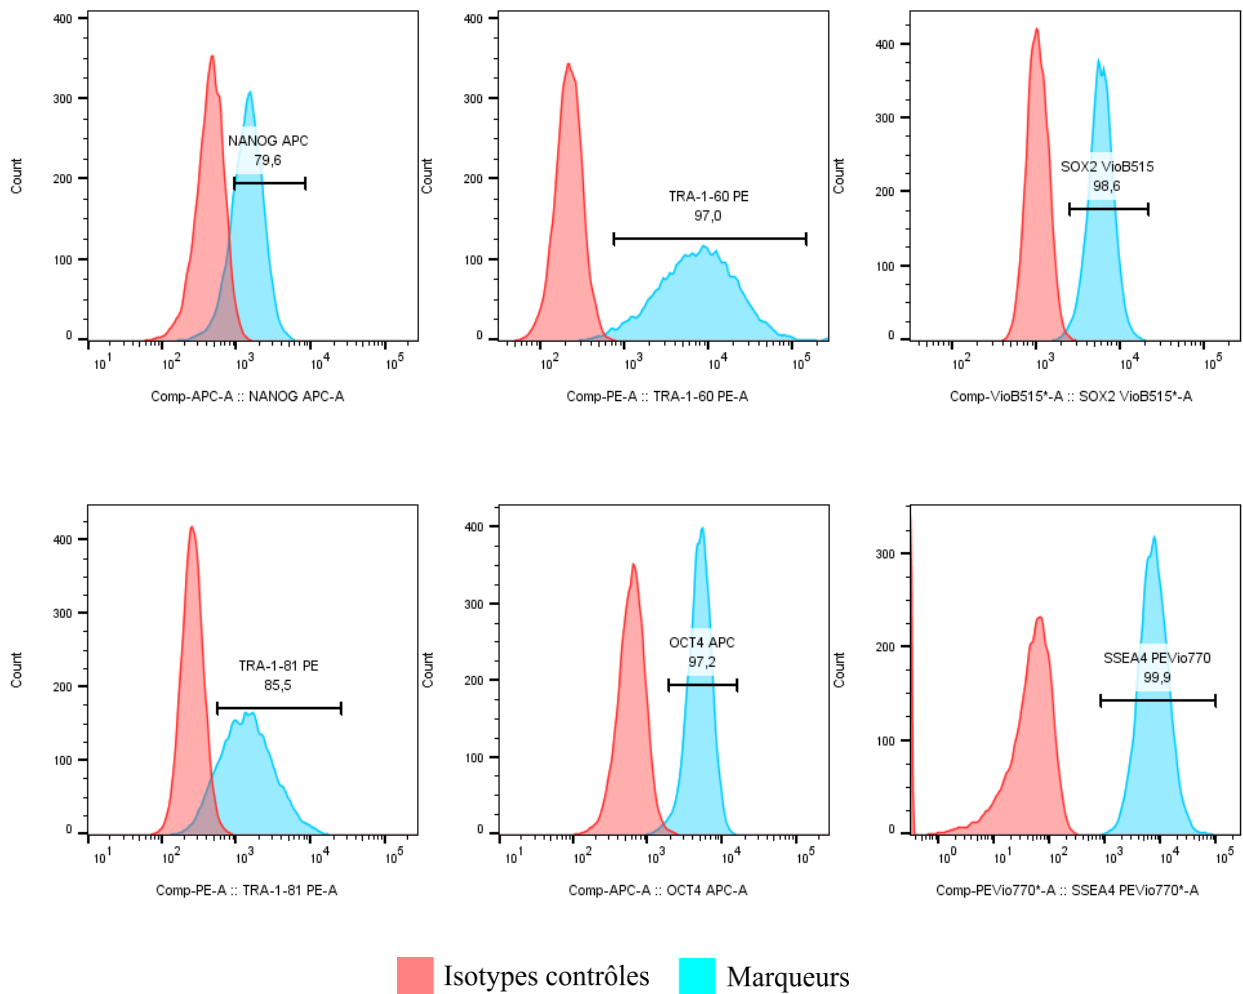 400
300
200
100
0
Count
NANOG APC
79,6
10^1 10^2 10^3 10^4 10^5
Comp-APC-A :: NANOG APC-A
400
300
200
100
0
Count
TRA-1-60 PE
97,0
10^2 10^3 10^4 10^5
Comp-PE-A :: TRA-1-60 PE-A
400
300
200
100
0
Count
SOX2 VioB515
98,6
10^2 10^3 10^4 10^5
Comp-VioB515*-A :: SOX2 VioB515*-A
400
300
200
100
0
Count
TRA-1-81 PE
85,5
10^1 10^2 10^3 10^4 10^5
Comp-PE-A :: TRA-1-81 PE-A
400
300
200
100
0
Count
OCT4 APC
97,2
10^1 10^2 10^3 10^4 10^5
Comp-APC-A :: OCT4 APC-A
300
200
100
0
Count
SSEA4 PEVio770
99,9
10^0 10^1 10^2 10^3 10^4 10^5
Comp-PEVio770*-A :: SSEA4 PEVio770*-A
Isotypes contrôles Marqueurs